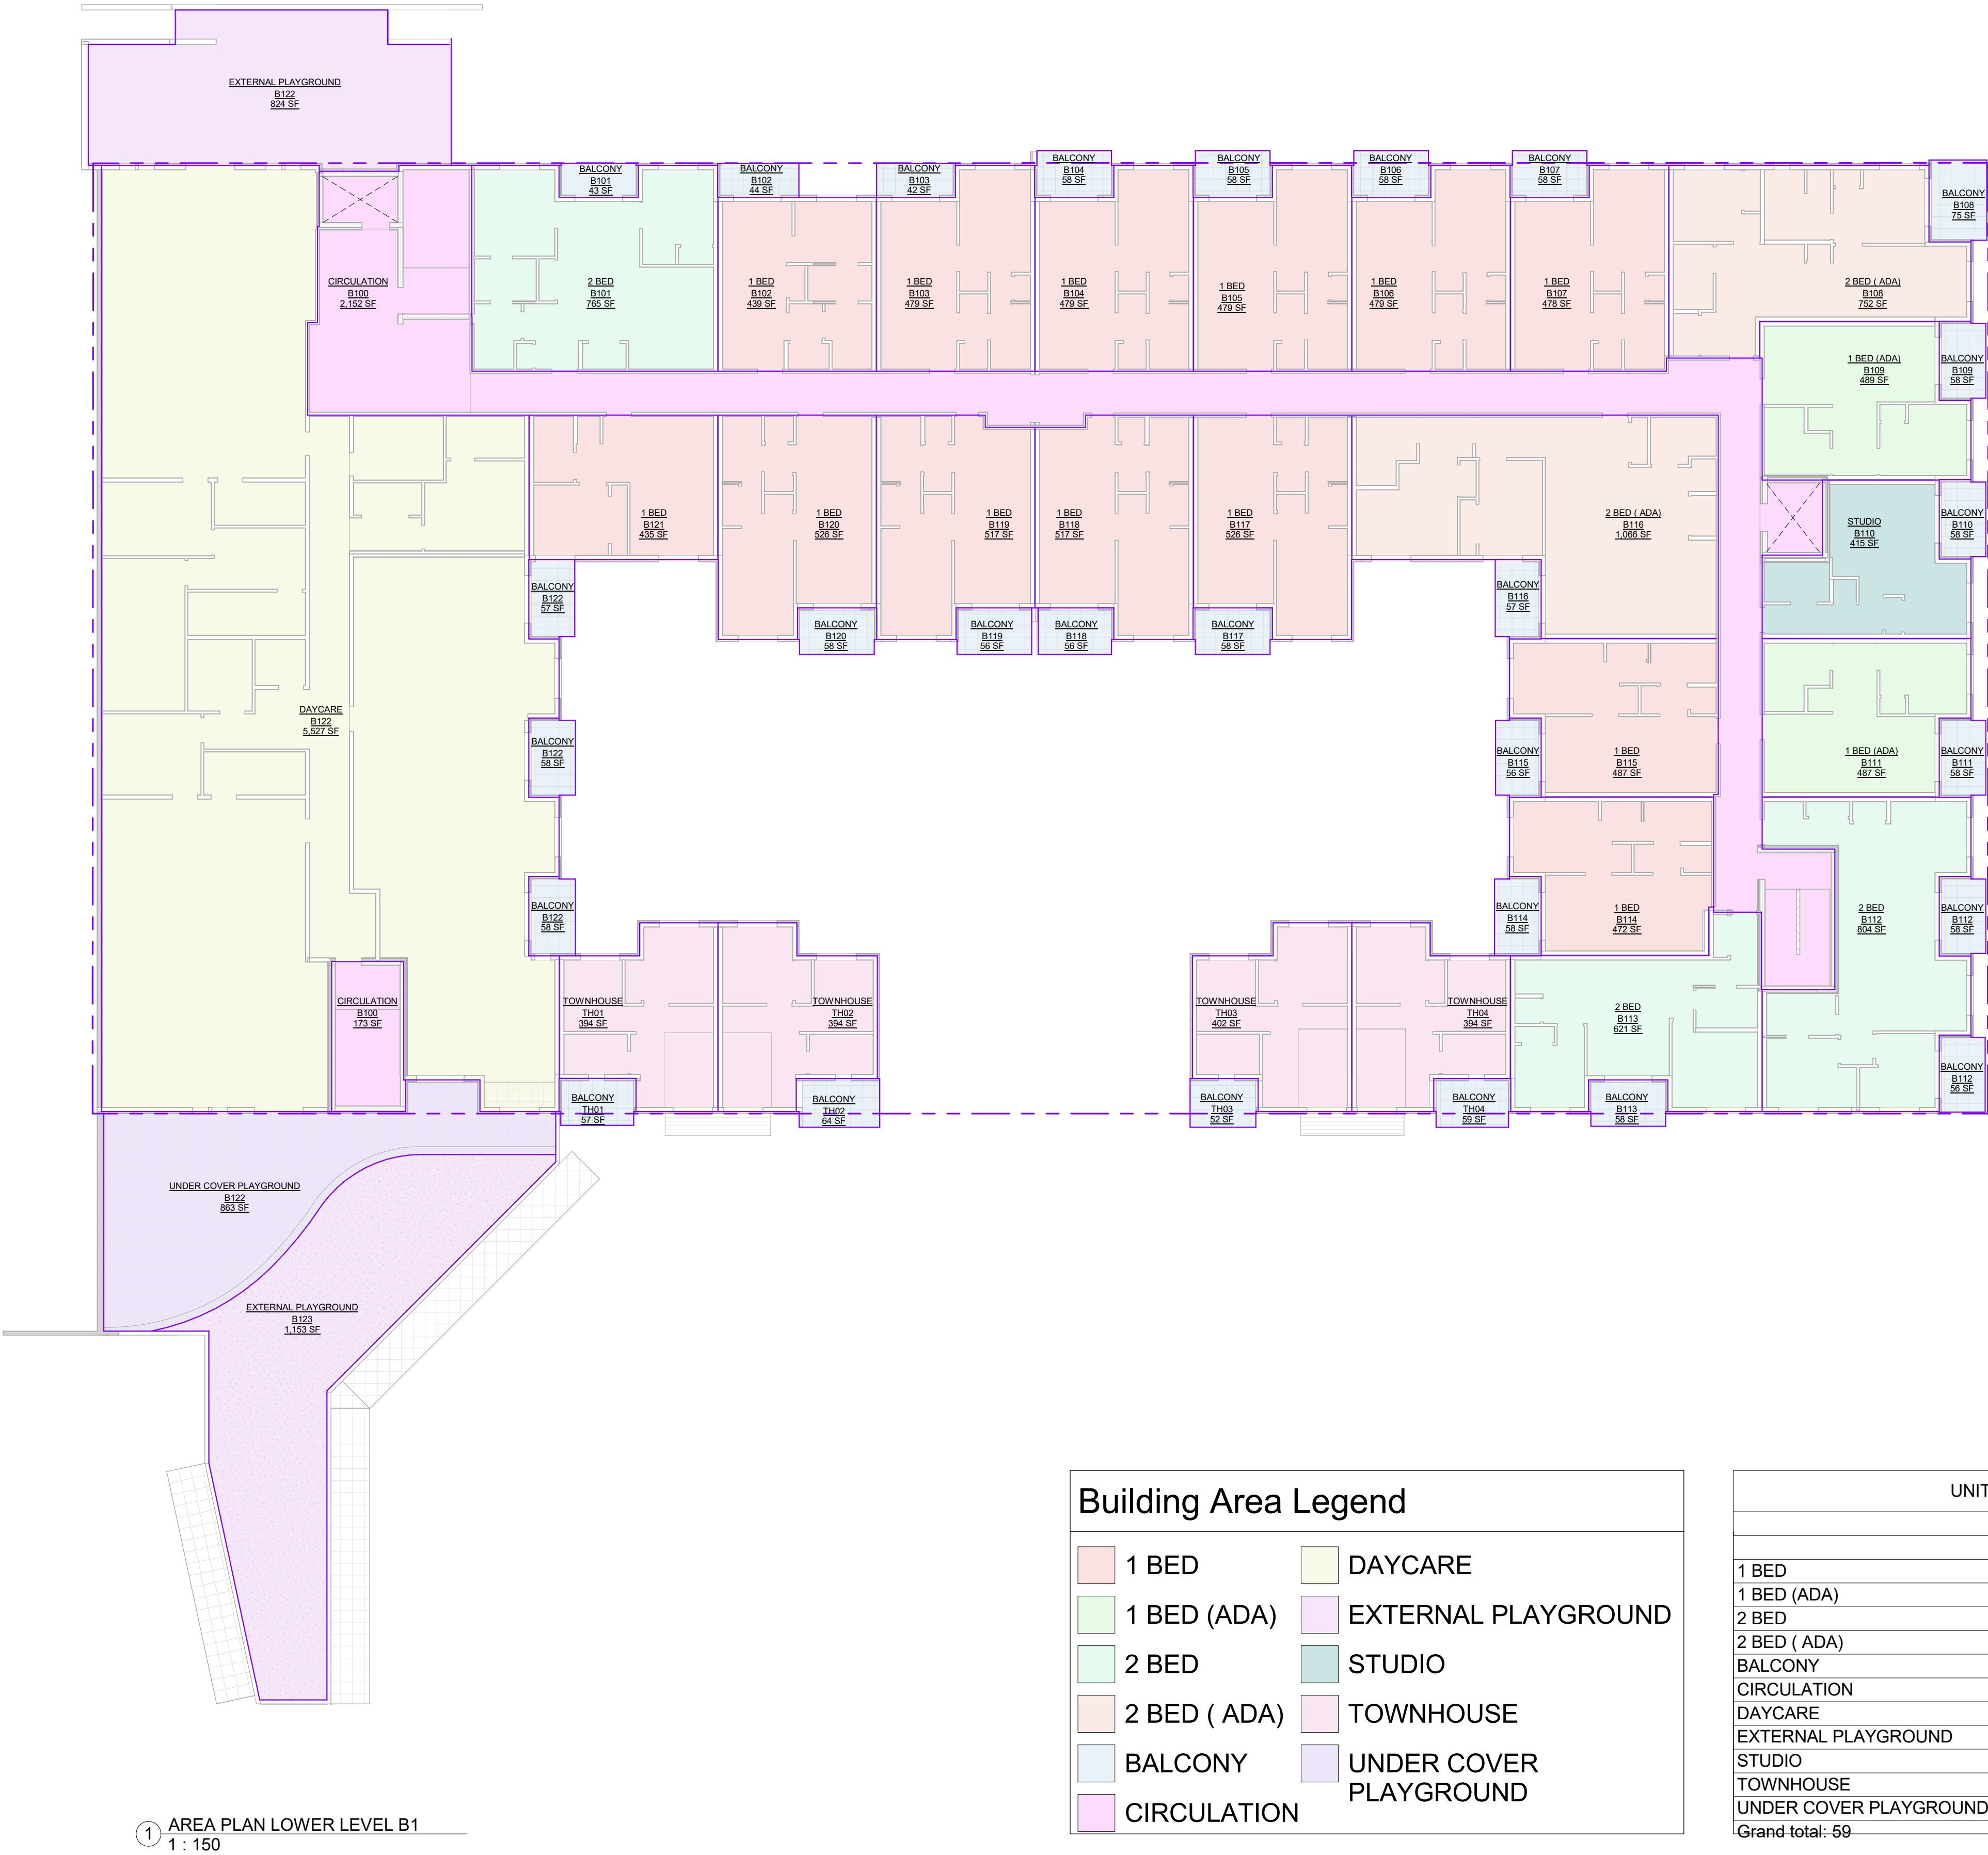 EXTERNAL PLAYGROUND
B122
824 SF
BALCONY
B101
43 SF
BALCONY
B102
44 SF
BALCONY
B103
42 SF
BALCONY
B104
58 SF
BALCONY
B105
58 SF
BALCONY
B106
58 SF
BALCONY
B107
58 SF
BALCONY
B108
75 SF
CIRCULATION
B100
2,152 SF
2 BED
B101
765 SF
1 BED
B102
439 SF
1 BED
B103
479 SF
1 BED
B104
479 SF
1 BED
B105
479 SF
1 BED
B106
479 SF
1 BED
B107
478 SF
2 BED ( ADA)
B108
752 SF
1 BED (ADA)
B109
489 SF
BALCONY
B109
58 SF
1 BED
B121
435 SF
1 BED
B120
526 SF
1 BED
B119
517 SF
1 BED
B118
517 SF
1 BED
B117
526 SF
2 BED ( ADA)
B116
1,066 SF
STUDIO
B110
415 SF
BALCONY
B110
58 SF
BALCONY
B122
57 SF
BALCONY
B120
58 SF
BALCONY
B119
56 SF
BALCONY
B118
56 SF
BALCONY
B117
58 SF
BALCONY
B116
57 SF
DAYCARE
B122
5,527 SF
BALCONY
B122
58 SF
BALCONY
B115
56 SF
1 BED
B115
487 SF
1 BED (ADA)
B111
487 SF
BALCONY
B111
58 SF
BALCONY
B122
58 SF
BALCONY
B114
58 SF
1 BED
B114
472 SF
2 BED
B112
804 SF
BALCONY
B112
58 SF
CIRCULATION
B100
173 SF
TOWNHOUSE
TH01
394 SF
TOWNHOUSE
TH02
394 SF
TOWNHOUSE
TH03
402 SF
TOWNHOUSE
TH04
394 SF
2 BED
B113
621 SF
BALCONY
TH01
57 SF
BALCONY
TH02
64 SF
BALCONY
TH03
52 SF
BALCONY
TH04
59 SF
BALCONY
B113
58 SF
BALCONY
B112
56 SF
UNDER COVER PLAYGROUND
B122
863 SF
EXTERNAL PLAYGROUND
B123
1,153 SF
Building Area Legend
1 BED
1 BED (ADA)
2 BED
2 BED ( ADA)
BALCONY
CIRCULATION
DAYCARE
EXTERNAL PLAYGROUND
STUDIO
TOWNHOUSE
UNDER COVER
PLAYGROUND
UNIT
1 BED
1 BED (ADA)
2 BED
2 BED ( ADA)
BALCONY
CIRCULATION
DAYCARE
EXTERNAL PLAYGROUND
STUDIO
TOWNHOUSE
UNDER COVER PLAYGROUND
Grand total: 59
1
AREA PLAN LOWER LEVEL B1
1 : 150